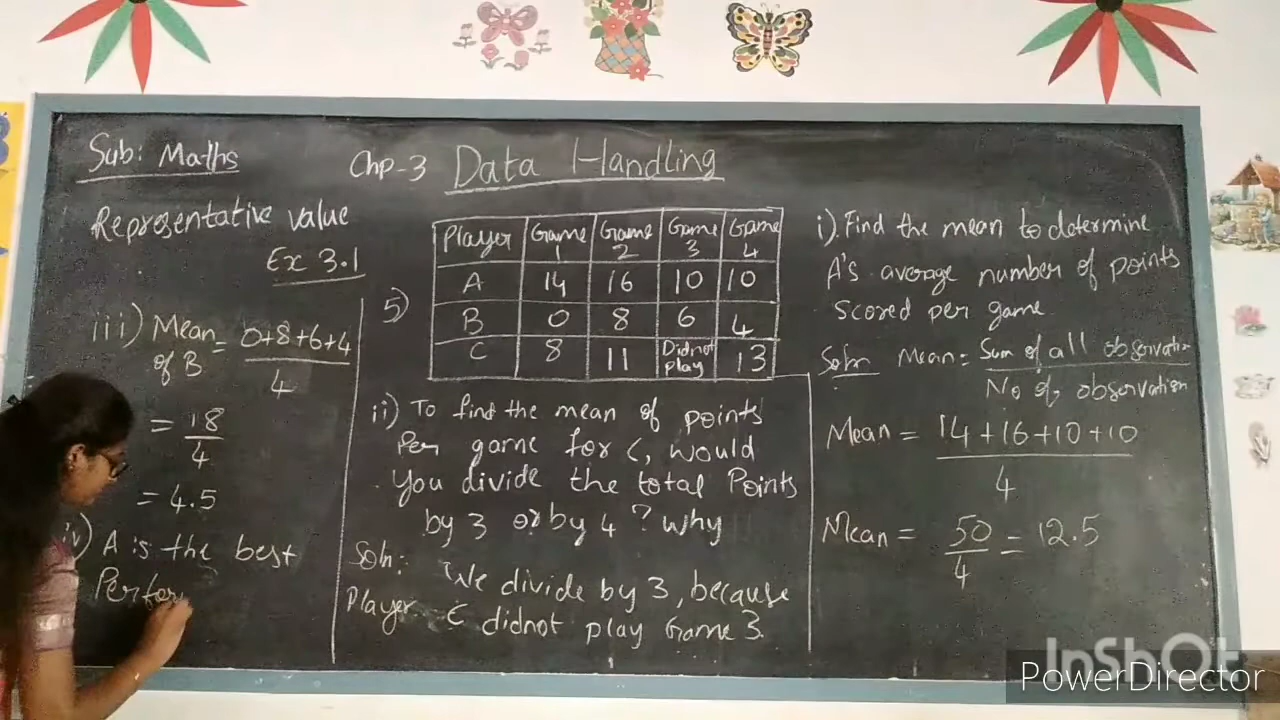 Sub: Maths
Chp-3 Data Handling
Representative value
Ex 3.1
iii) Mean of B = 0+8+6+4 / 4
= 18 / 4
= 4.5
iv) A is the best
Perfor
5)
Player Game 1 Game 2 Game 3 Game 4
A 14 16 10 10
B 0 8 6 4
C 8 11 Didnot play 13
ii) To find the mean of points
Per game for C, would
You divide the total Points
by 3 or by 4 ? why
Soln: We divide by 3, because
Player C didnot play Game 3.
i). Find the mean to determine
A's average number of points
scored per game.
Soln Mean = Sum of all observation / No of observation
Mean = 14+16+10+10 / 4
Mean = 50 / 4 = 12.5
InShOt
PowerDirector